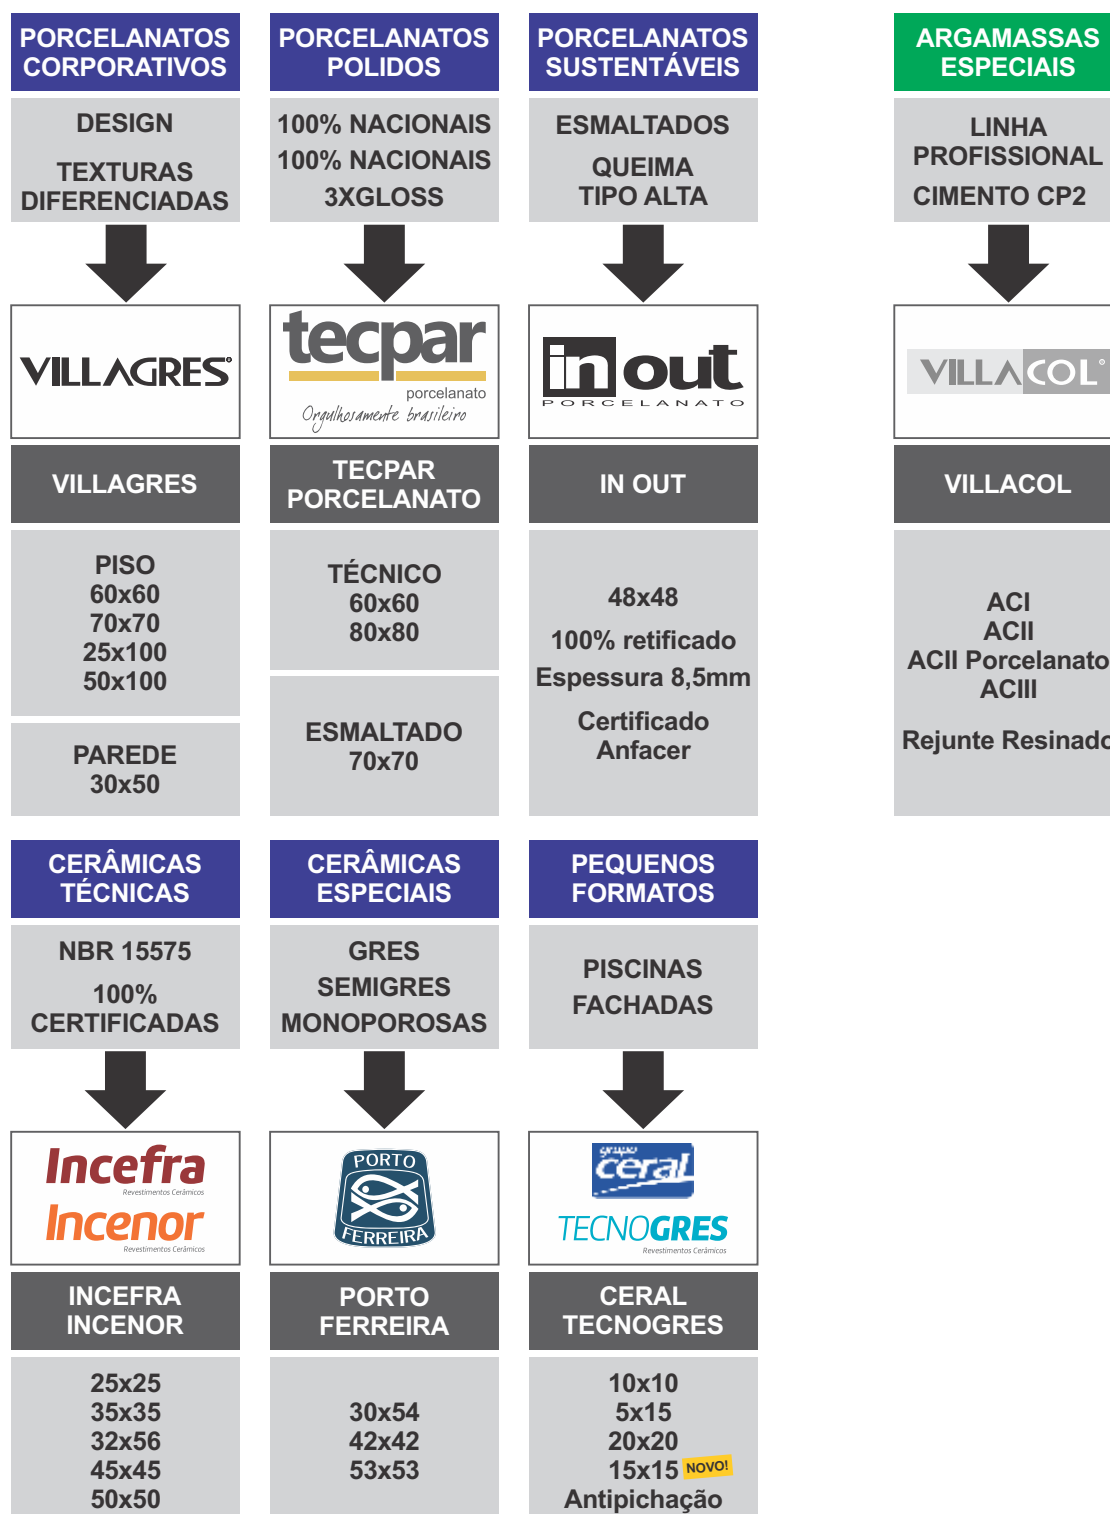 PORCELANATOS
CORPORATIVOS
DESIGN
TEXTURAS
DIFERENCIADAS
VILLAGRES
VILLAGRES
PISO
60x60
70x70
25x100
50x100
PAREDE
30x50
PORCELANATOS
POLIDOS
100% NACIONAIS
100% NACIONAIS
3XGLOSS
tecpar
porcelanato
Orgulhosamente brasileiro
TECPAR
PORCELANATO
TÉCNICO
60x60
80x80
ESMALTADO
70x70
PORCELANATOS
SUSTENTÁVEIS
ESMALTADOS
QUEIMA
TIPO ALTA
in out
PORCELANATO
IN OUT
48x48
100% retificado
Espessura 8,5mm
Certificado
Anfacer
ARGAMASSAS
ESPECIAIS
LINHA
PROFISSIONAL
CIMENTO CP2
VILLACOL
VILLACOL
ACI
ACII
ACII Porcelanato
ACIII
Rejunte Resinado
CERÂMICAS
TÉCNICAS
NBR 15575
100%
CERTIFICADAS
Incefra
Revestimentos Cerâmicos
Incenor
Revestimentos Cerâmicos
INCEFRA
INCENOR
25x25
35x35
32x56
45x45
50x50
CERÂMICAS
ESPECIAIS
GRES
SEMIGRES
MONOPOROSAS
PORTO
FERREIRA
PORTO
FERREIRA
30x54
42x42
53x53
PEQUENOS
FORMATOS
PISCINAS
FACHADAS
grupo
ceral
TECNOGRES
Revestimentos Cerâmicos
CERAL
TECNOGRES
10x10
5x15
20x20
15x15 NOVO!
Antipichação